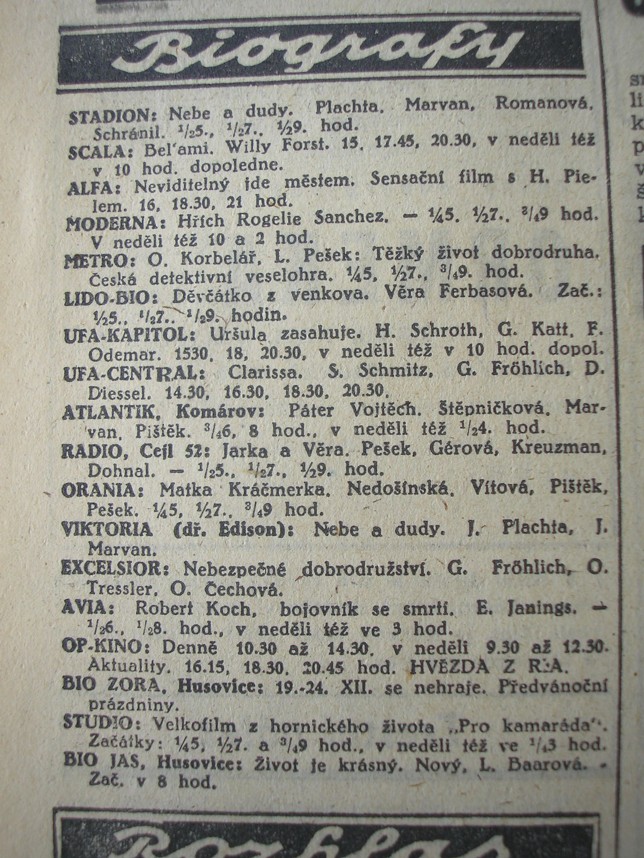 Biografy
STADION: Nebe a dudy. Plachta, Marvan, Romanová,
Schránil. ½5., ½7., ½9. hod.
SCALA: Bel'ami. Willy Forst. 15, 17.45, 20.30, v neděli též
v 10 hod. dopoledne.
ALFA: Neviditelný jde městem. Sensační film s H. Pie-
lem. 16, 18.30, 21 hod.
MODERNA: Hřích Rogelie Sanchez. — ¼5, ½7., ¾9 hod.
V neděli též 10 a 2 hod.
METRO: O. Korbelář, L. Pešek: Těžký život dobrodruha.
Česká detektivní veselohra. ¼5, ½7., ¾9. hod.
LIDO-BIO: Děvčátko z venkova. Věra Ferbasová. Zač.:
½5., ½7., ½9. hodin.
UFA-KAPITOL: Uršula zasahuje. H. Schroth, G. Katt, F.
Odemar. 1530, 18, 20.30, v neděli též v 10 hod. dopol.
UFA-CENTRAL: Clarissa. S. Schmitz, G. Fröhlich, D.
Diessel. 14.30, 16.30, 18.30, 20.30.
ATLANTIK, Komárov: Páter Vojtěch. Štěpničková, Mar-
van, Pištěk. ¾6, 8 hod., v neděli též ½4. hod.
RADIO, Cejl 52: Jarka a Věra. Pešek, Gérová, Kreuzman,
Dohnal. — ½5., ½7., ½9. hod.
ORANIA: Matka Kráčmerka. Nedošínská, Vítová, Pištěk,
Pešek. ¼5, ½7., ¾9 hod.
VIKTORIA (dř. Edison): Nebe a dudy. J. Plachta, J.
Marvan.
EXCELSIOR: Nebezpečné dobrodružství. G. Fröhlich, O.
Tressler, O. Čechová.
AVIA: Robert Koch, bojovník se smrtí. E. Janings. —
½6., ½8. hod., v neděli též ve 3 hod.
OP-KINO: Denně 10.30 až 14.30, v neděli 9.30 až 12.30.
Aktuality. 16.15, 18.30, 20.45 hod. HVĚZDA Z
BIO ZORA, Husovice: 19.-24. XII. se nehraje. Předvánoční
prázdniny.
STUDIO: Velkofilm z hornického života „Pro kamaráda“.
Začátky: ¼5, ½7. a ¾9 hod., v neděli též ve hod.
BIO JAS, Husovice: Život je krásný. Nový, L. Baarová. -
Zač. v 8 hod.
Rozhlas